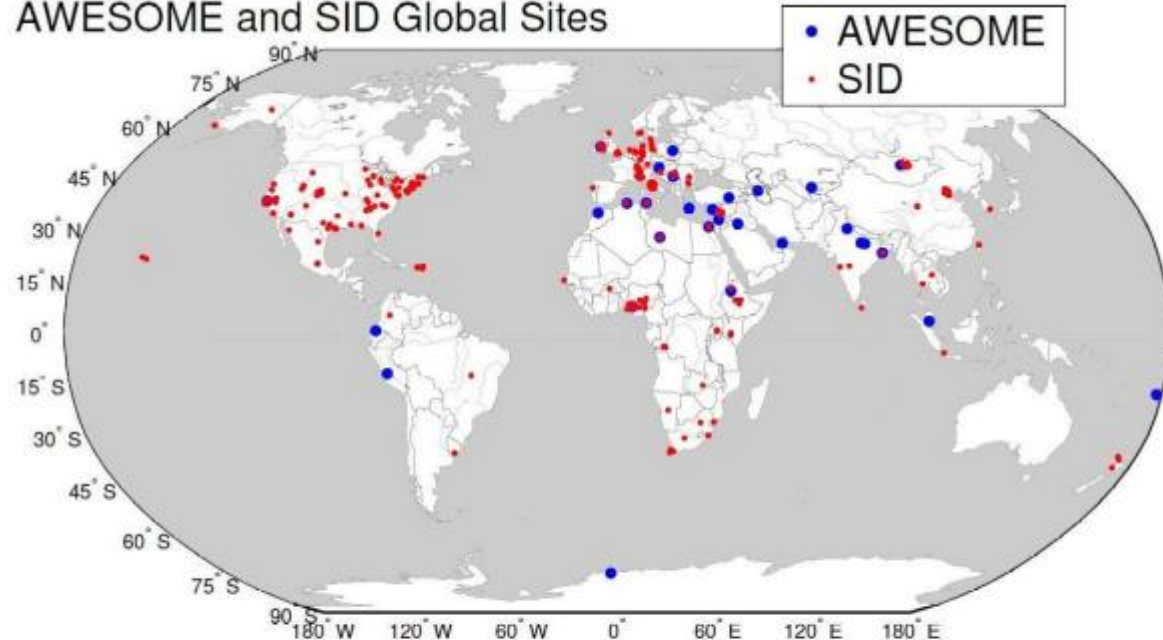 AWESOME and SID Global Sites
AWESOME
SID
90° N
75° N
60° N
45° N
30° N
15° N
0°
15° S
30° S
45° S
60° S
75° S
90° S
180° W 120° W 60° W 0° 60° E 120° E 180° E